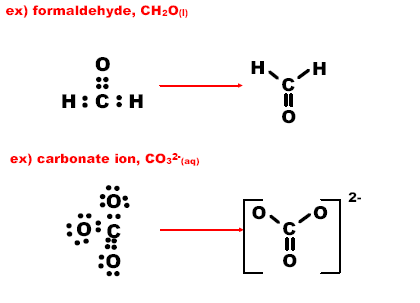 ex) formaldehyde, CH₂O(l)
O
H : C : H
H H
C
O
ex) carbonate ion, CO₃²⁻(aq)
O
O C
O
2-
O O
C
O